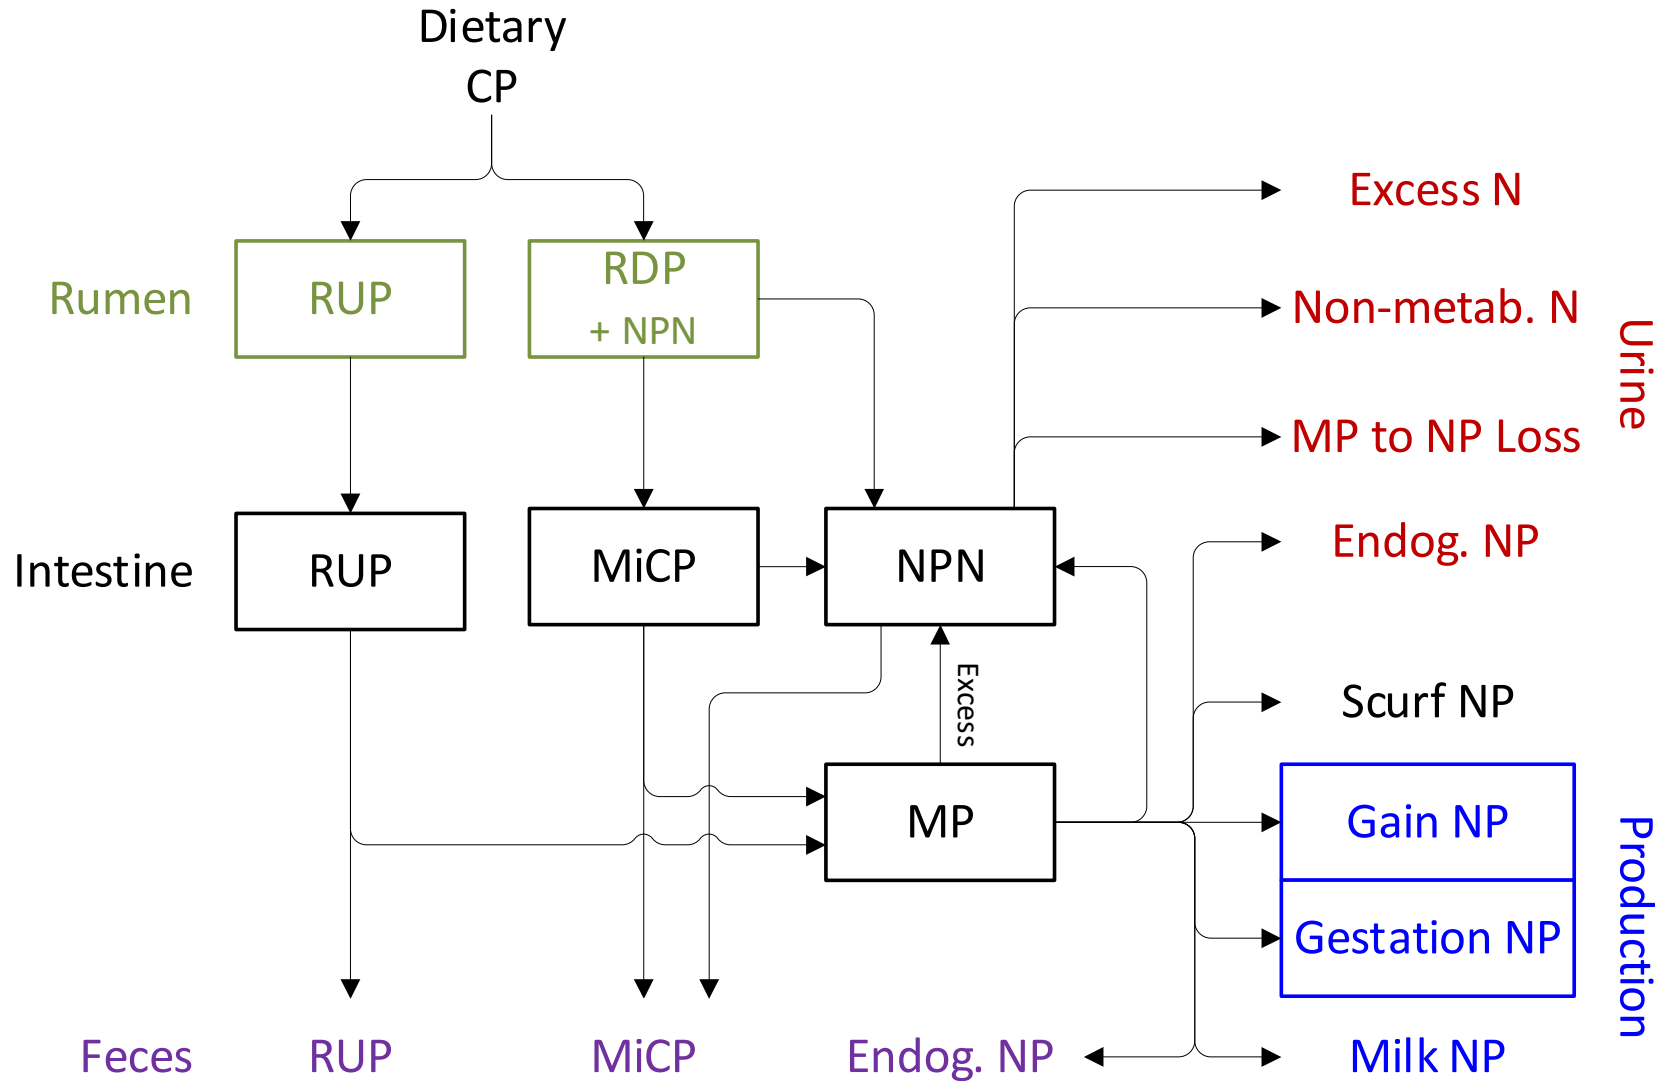 Dietary
CP
Excess N
Rumen
RUP
RDP
+ NPN
Non-metab. N
Urine
MP to NP Loss
Intestine
RUP
MiCP
NPN
Endog. NP
Excess
Scurf NP
MP
Gain NP
Production
Gestation NP
Feces
RUP
MiCP
Endog. NP
Milk NP